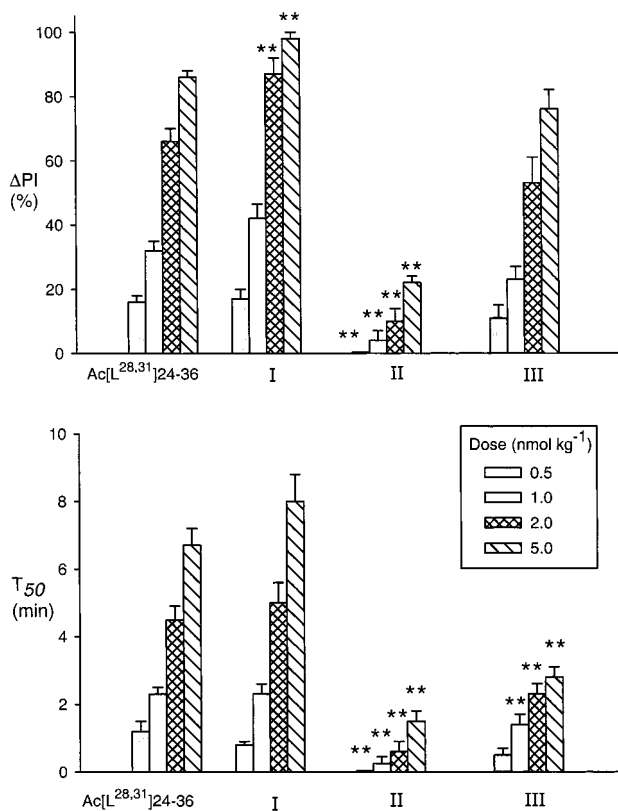 100
80
60
40
20
0
ΔPI
(%)
** ** ** ** ** **
Ac[L28,31]24-36 I II III
10
8
6
4
2
0
T50
(min)
Dose (nmol kg-1)
0.5
1.0
2.0
5.0
** ** ** ** ** ** **
Ac[L28,31]24-36 I II III